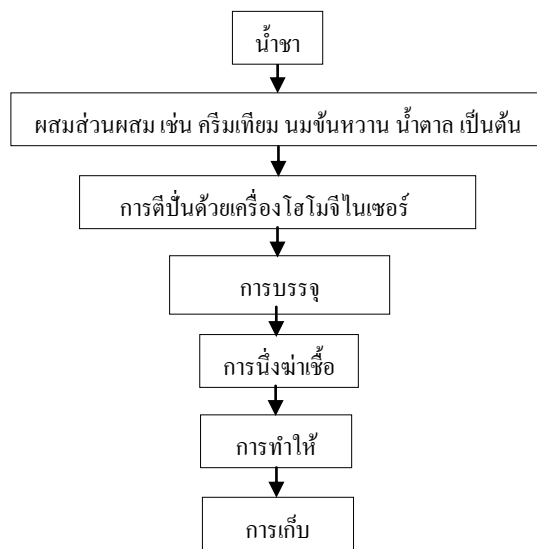 น้ำชา
ผสมส่วนผสม เช่น ครีมเทียม นมข้นหวาน น้ำตาล เป็นต้น
การตีปั่นด้วยเครื่องโฮโมจีไนเซอร์
การบรรจุ
การนึ่งฆ่าเชื้อ
การทำให้
การเก็บ